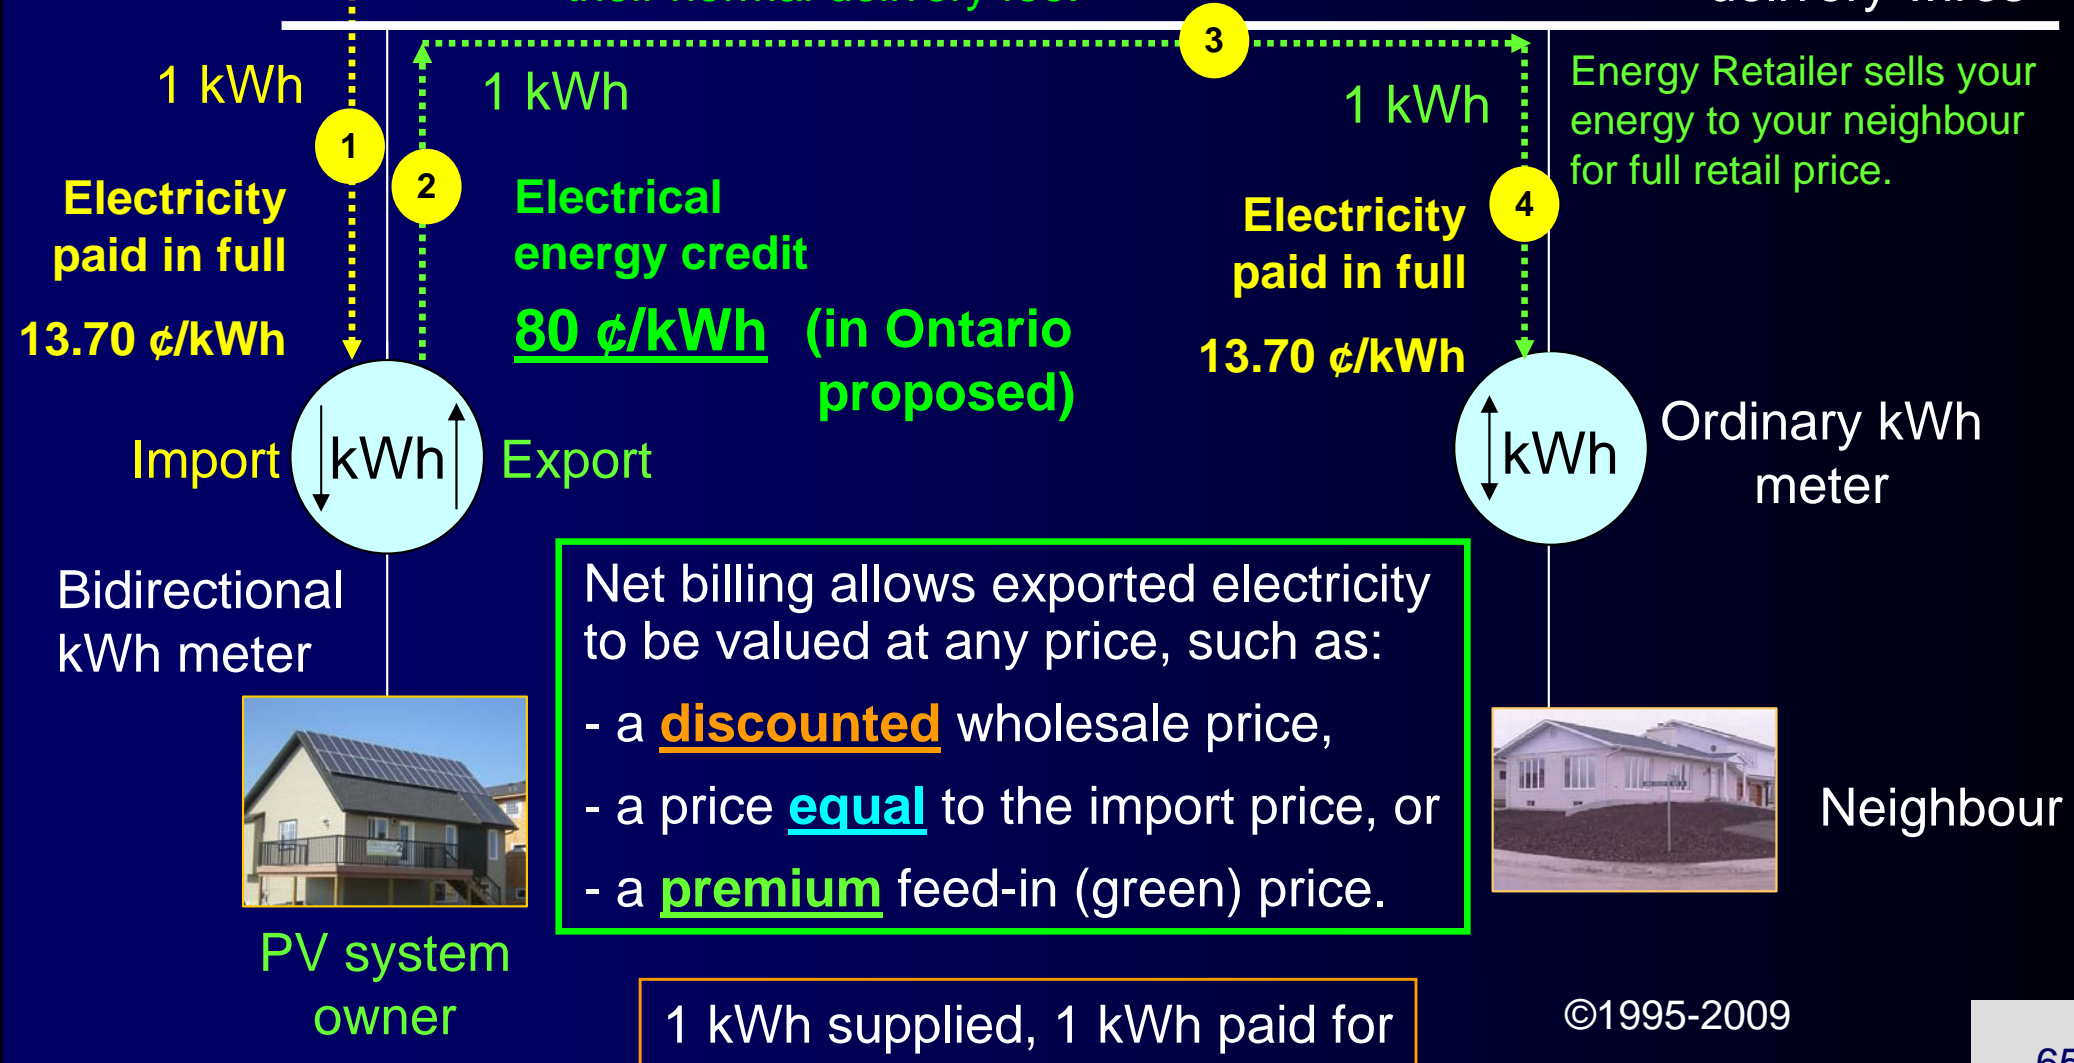 1 kWh
1 kWh
3
1 kWh
Energy Retailer sells your
energy to your neighbour
for full retail price.
1
2
4
Electricity
paid in full
13.70 ¢/kWh
Electrical
energy credit
80 ¢/kWh (in Ontario
proposed)
Electricity
paid in full
13.70 ¢/kWh
Import
kWh
Export
kWh
Ordinary kWh
meter
Bidirectional
kWh meter
Net billing allows exported electricity
to be valued at any price, such as:
- a discounted wholesale price,
- a price equal to the import price, or
- a premium feed-in (green) price.
Neighbour
PV system
owner
1 kWh supplied, 1 kWh paid for
©1995-2009